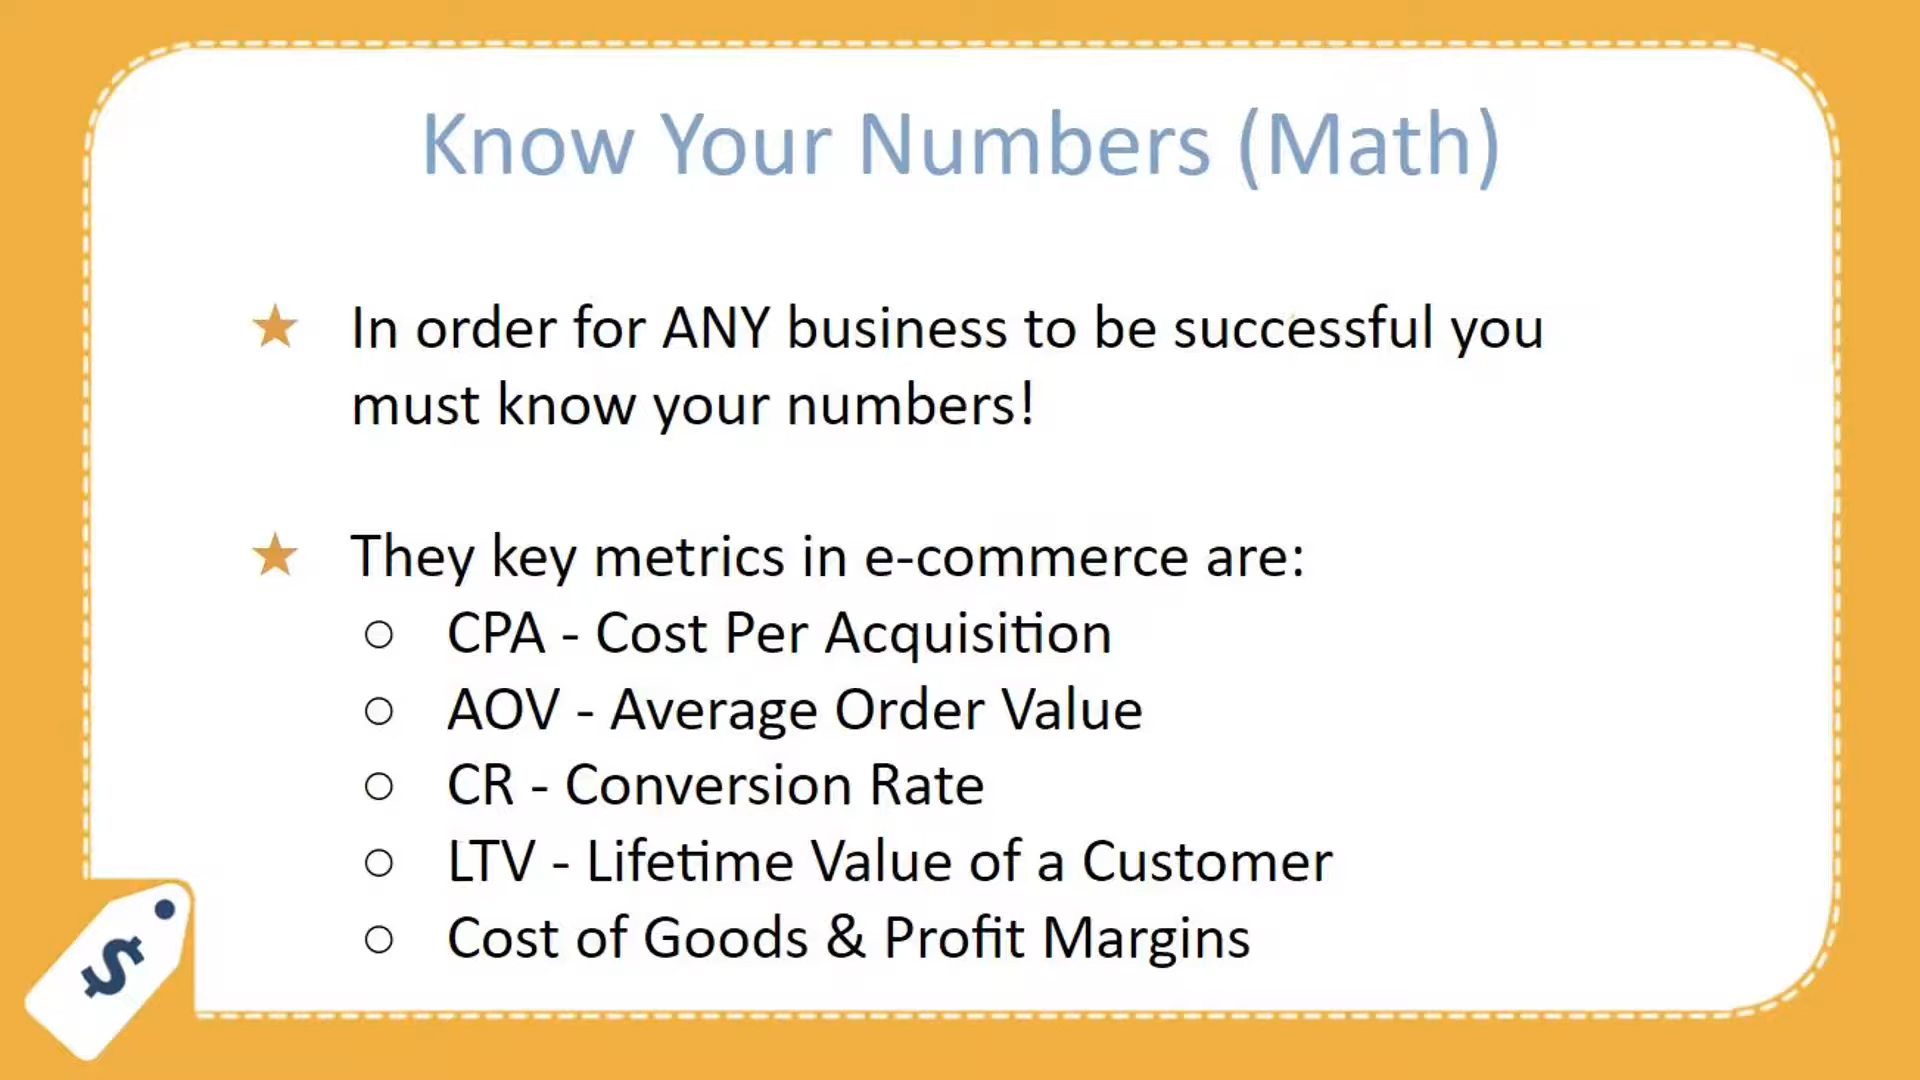 Know Your Numbers (Math)
★ In order for ANY business to be successful you
must know your numbers!
★ They key metrics in e-commerce are:
○ CPA - Cost Per Acquisition
○ AOV - Average Order Value
○ CR - Conversion Rate
○ LTV - Lifetime Value of a Customer
○ Cost of Goods & Profit Margins
$